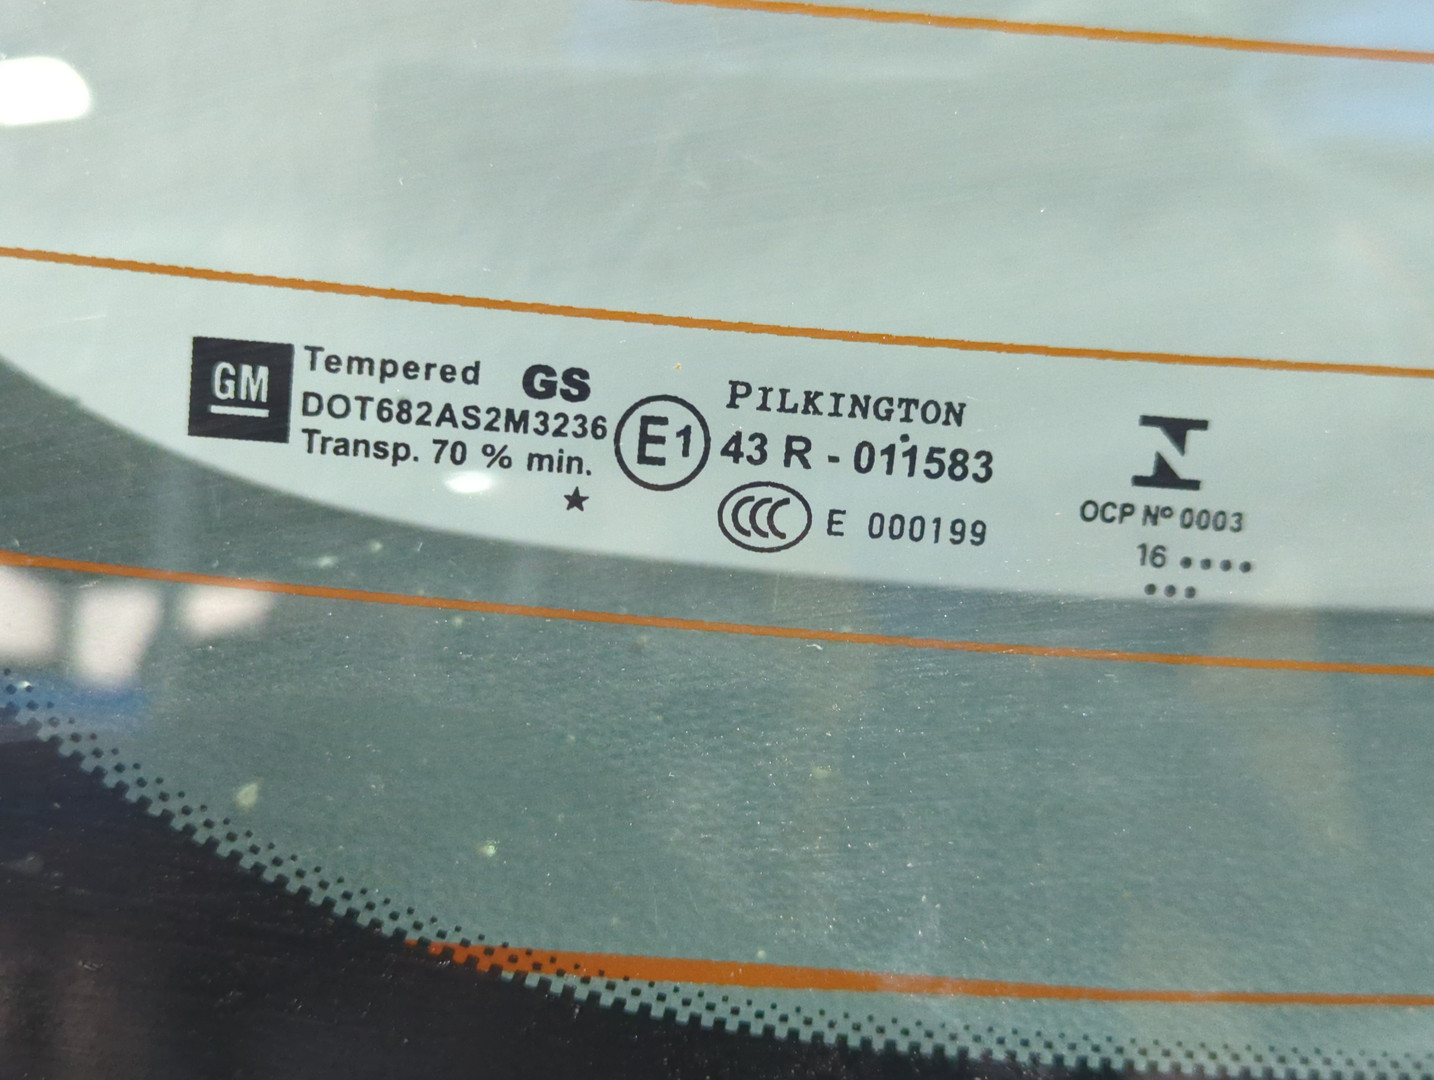 GM
Tempered GS
DOT682AS2M3236
Transp. 70 % min.
E1
PILKINGTON
43 R - 011583
CCC E 000199
OCP Nº 0003
16